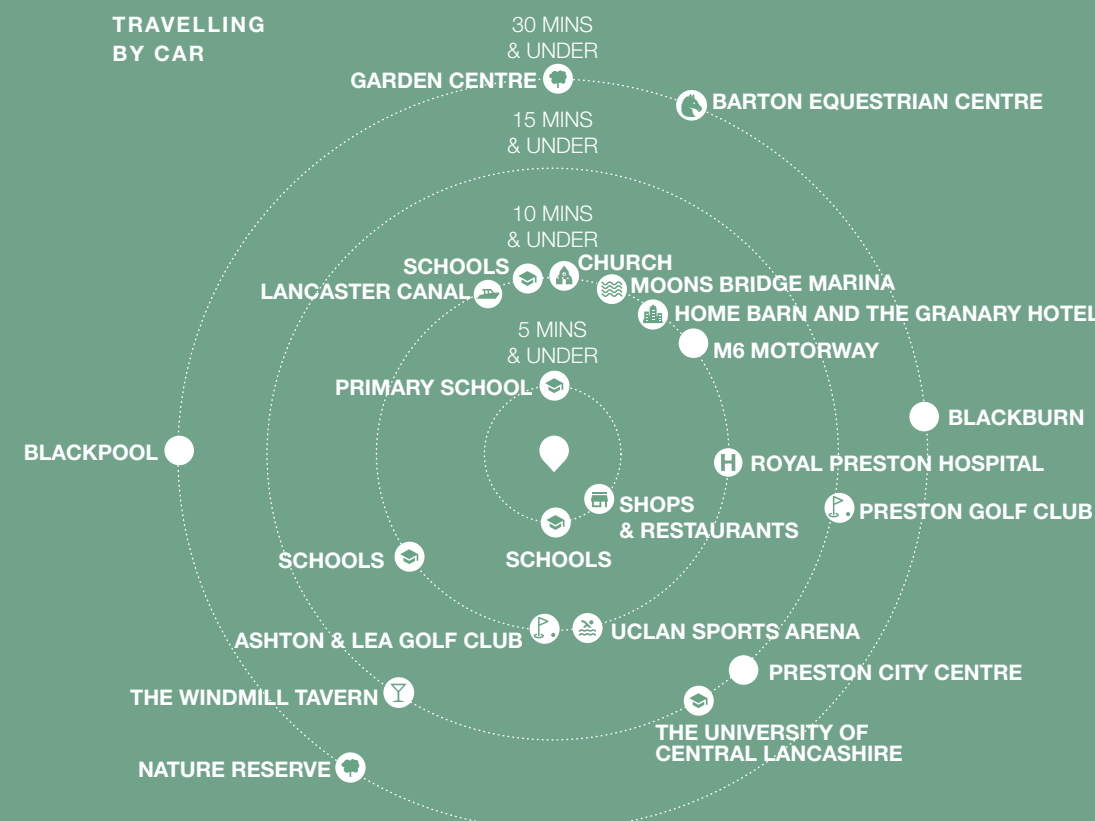 TRAVELLING
BY CAR
30 MINS
& UNDER
GARDEN CENTRE
BARTON EQUESTRIAN CENTRE
15 MINS
& UNDER
10 MINS
& UNDER
SCHOOLS
CHURCH
LANCASTER CANAL
MOONS BRIDGE MARINA
HOME BARN AND THE GRANARY HOTEL
5 MINS
& UNDER
M6 MOTORWAY
PRIMARY SCHOOL
BLACKBURN
BLACKPOOL
H
ROYAL PRESTON HOSPITAL
SHOPS
& RESTAURANTS
PRESTON GOLF CLUB
SCHOOLS
SCHOOLS
ASHTON & LEA GOLF CLUB
UCLAN SPORTS ARENA
PRESTON CITY CENTRE
THE WINDMILL TAVERN
THE UNIVERSITY OF
CENTRAL LANCASHIRE
NATURE RESERVE